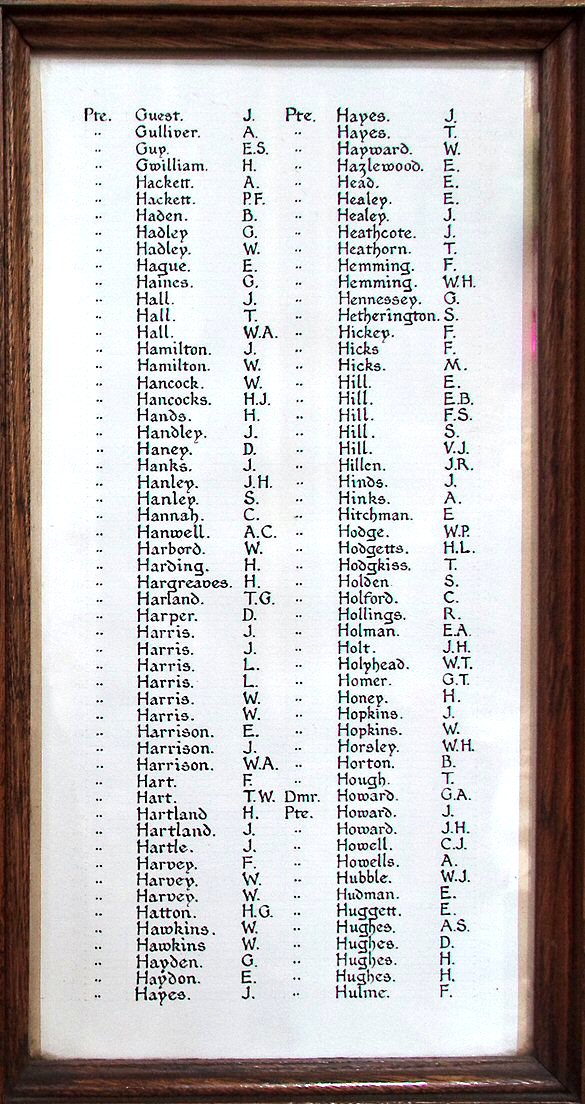 Pte. Guest. J.
" Gulliver. A.
" Guy. E.S.
" Gwilliam. H.
" Hackett. A.
" Hackett. P.F.
" Haden. B.
" Hadley G.
" Hadley. W.
" Hague. E.
" Haines. G.
" Hall. J.
" Hall. T.
" Hall. W.A.
" Hamilton. J.
" Hamilton. W.
" Hancock. W.
" Hancocks. H.J.
" Hands. H.
" Handley. J.
" Haney. D.
" Hanks. J.
" Hanley. J.H.
" Hanley. S.
" Hannah. C.
" Hanwell. A.C.
" Harbord. W.
" Harding. H.
" Hargreaves. H.
" Harland. T.G.
" Harper. D.
" Harris. J.
" Harris. J.
" Harris. L.
" Harris. L.
" Harris. W.
" Harris. W.
" Harrison. E.
" Harrison. J.
" Harrison. W.A.
" Hart. F.
" Hart. T.W.
" Hartland H.
" Hartland. J.
" Hartle. J.
" Harvey. F.
" Harvey. W.
" Harvey. W.
" Hatton. H.G.
" Hawkins. W.
" Hawkins W.
" Hayden. G.
" Haydon. E.
" Hayes. J.
Pte. Hayes. J.
" Hayes. T.
" Hayward. W.
" Hazlewood. E.
" Head. E.
" Healey. E.
" Healey. J.
" Heathcote. J.
" Heathorn. T.
" Hemming. F.
" Hemming. W.H.
" Hennessey. G.
" Hetherington. S.
" Hickey. F.
" Hicks F.
" Hicks. M.
" Hill. E.
" Hill. E.B.
" Hill. F.S.
" Hill. S.
" Hill. V.J.
" Hillen. J.R.
" Hinds. J.
" Hinks. A.
" Hitchman. E
" Hodge. W.P.
" Hodgetts. H.L.
" Hodgkiss. T.
" Holden S.
" Holford. C.
" Hollings. R.
" Holman. E.A.
" Holt. J.H.
" Holyhead. W.T.
" Homer. G.T.
" Honey. H.
" Hopkins. J.
" Hopkins. W.
" Horsley. W.H.
" Horton. B.
" Hough. T.
Dmr. Howard. G.A.
Pte. Howard. J.
" Howard. J.H.
" Howell. C.J.
" Howells. A.
" Hubble. W.J.
" Hudman. E.
" Huggett. E.
" Hughes. A.S.
" Hughes. D.
" Hughes. H.
" Hughes. H.
" Hulme. F.